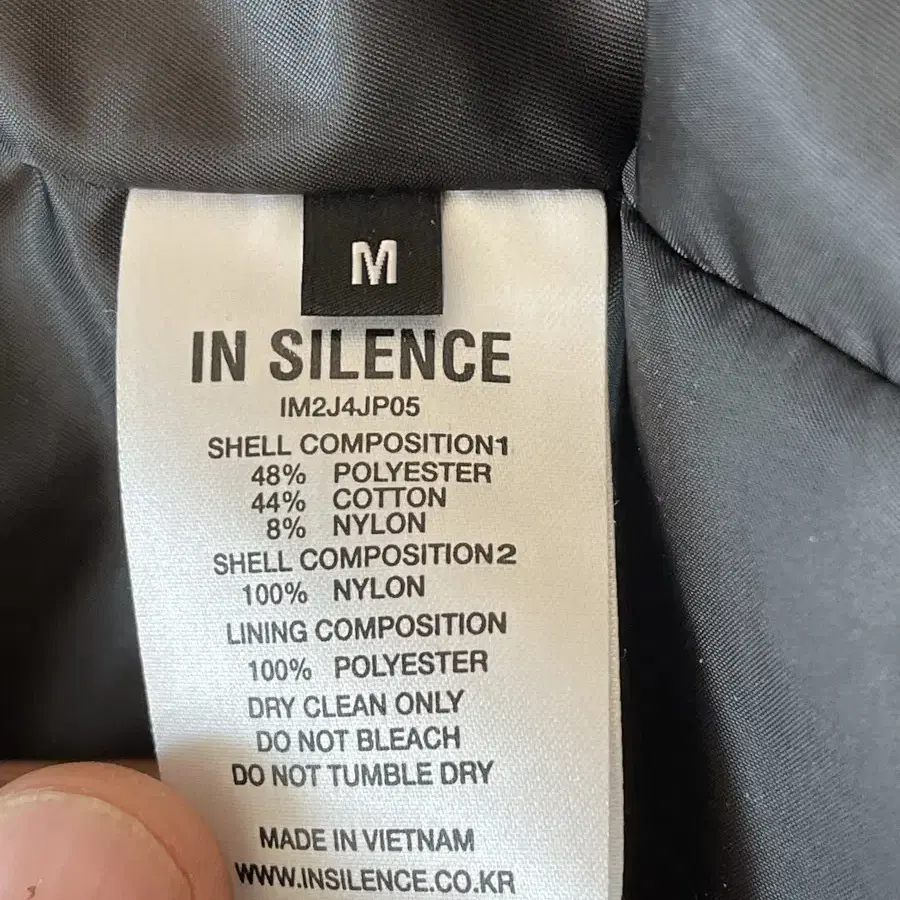 M
IN SILENCE
IM2J4JP05
SHELL COMPOSITION1
48% POLYESTER
44% COTTON
8% NYLON
SHELL COMPOSITION2
100% NYLON
LINING COMPOSITION
100% POLYESTER
DRY CLEAN ONLY
DO NOT BLEACH
DO NOT TUMBLE DRY
MADE IN VIETNAM
WWW.INSILENCE.CO.KR